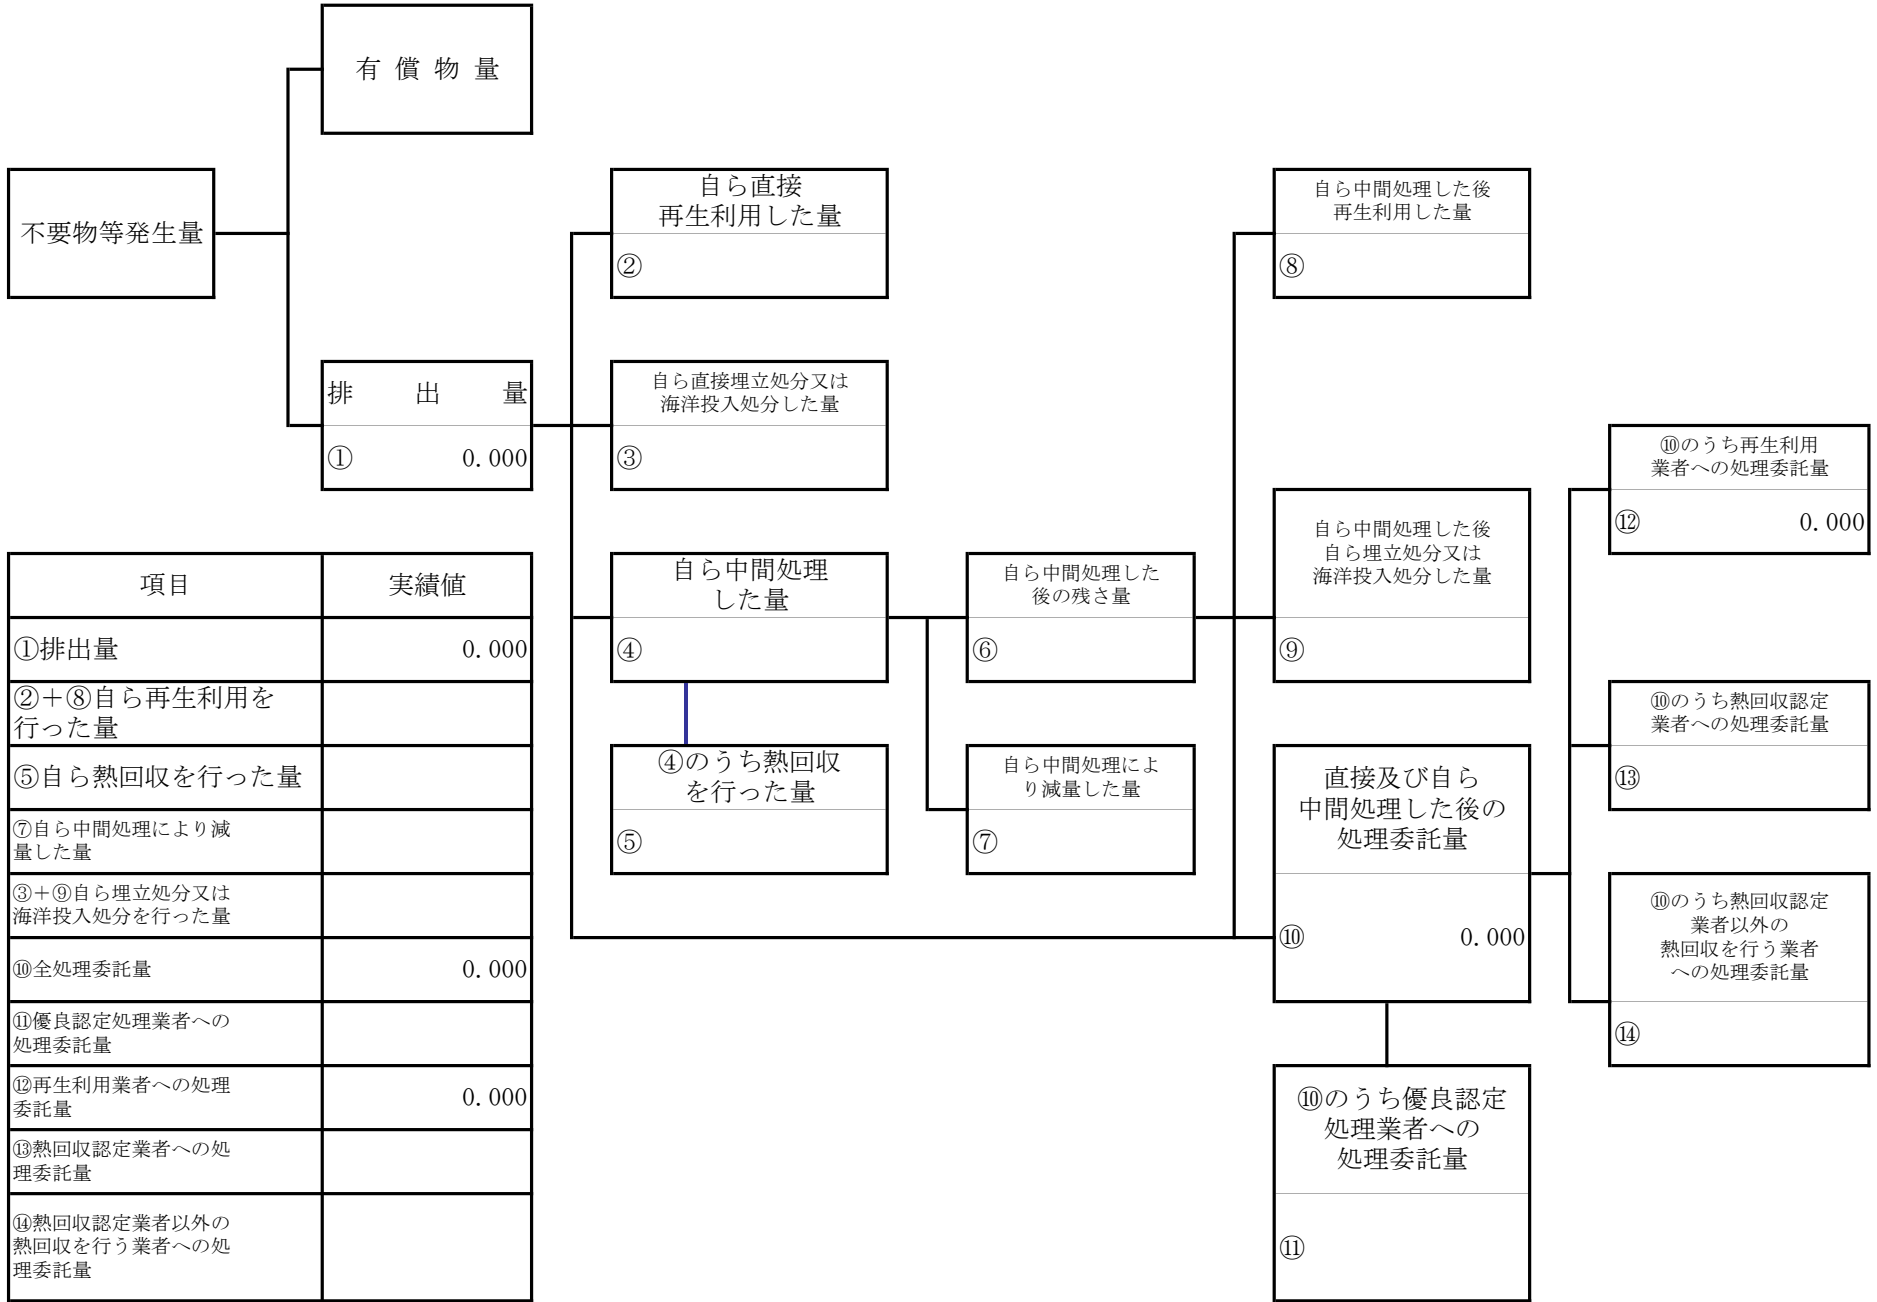 有償物量
不要物等発生量
排出量
① 0.000
自ら直接
再生利用した量
②
自ら直接埋立処分又は
海洋投入処分した量
③
自ら中間処理
した量
④
④のうち熱回収
を行った量
⑤
自ら中間処理した
後の残さ量
⑥
自ら中間処理によ
り減量した量
⑦
自ら中間処理した後
再生利用した量
⑧
自ら中間処理した後
自ら埋立処分又は
海洋投入処分した量
⑨
直接及び自ら
中間処理した後の
処理委託量
⑩ 0.000
⑩のうち優良認定
処理業者への
処理委託量
⑪
⑩のうち再生利用
業者への処理委託量
⑫ 0.000
⑩のうち熱回収認定
業者への処理委託量
⑬
⑩のうち熱回収認定
業者以外の
熱回収を行う業者
への処理委託量
⑭
項目 実績値
①排出量 0.000
②＋⑧自ら再生利用を
行った量
⑤自ら熱回収を行った量
⑦自ら中間処理により減
量した量
③＋⑨自ら埋立処分又は
海洋投入処分を行った量
⑩全処理委託量 0.000
⑪優良認定処理業者への
処理委託量
⑫再生利用業者への処理
委託量 0.000
⑬熱回収認定業者への処
理委託量
⑭熱回収認定業者以外の
熱回収を行う業者への処
理委託量